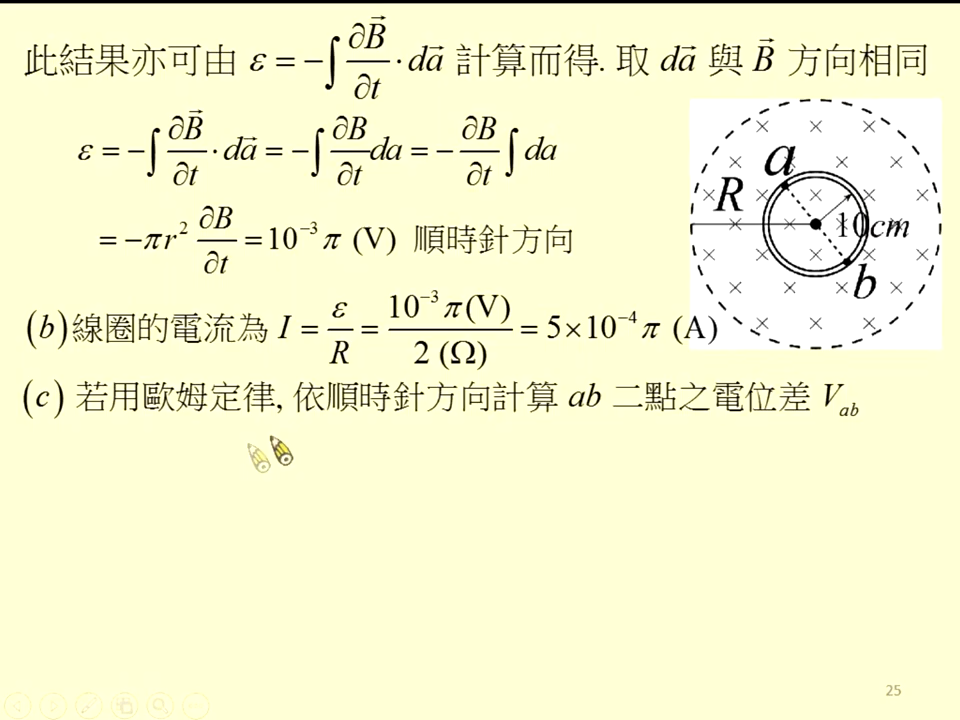 此結果亦可由 ε = −∫ ∂B⃗/∂t · da⃗ 計算而得. 取 da⃗ 與 B⃗ 方向相同
ε = −∫ ∂B⃗/∂t · da⃗ = −∫ ∂B/∂t da = − ∂B/∂t ∫ da
= −πr² ∂B/∂t = 10⁻³ π (V) 順時針方向
a
R
10cm
b
(b)線圈的電流為 I = ε/R = 10⁻³ π(V)/2 (Ω) = 5×10⁻⁴ π (A)
(c) 若用歐姆定律, 依順時針方向計算 ab 二點之電位差 V_ab
25